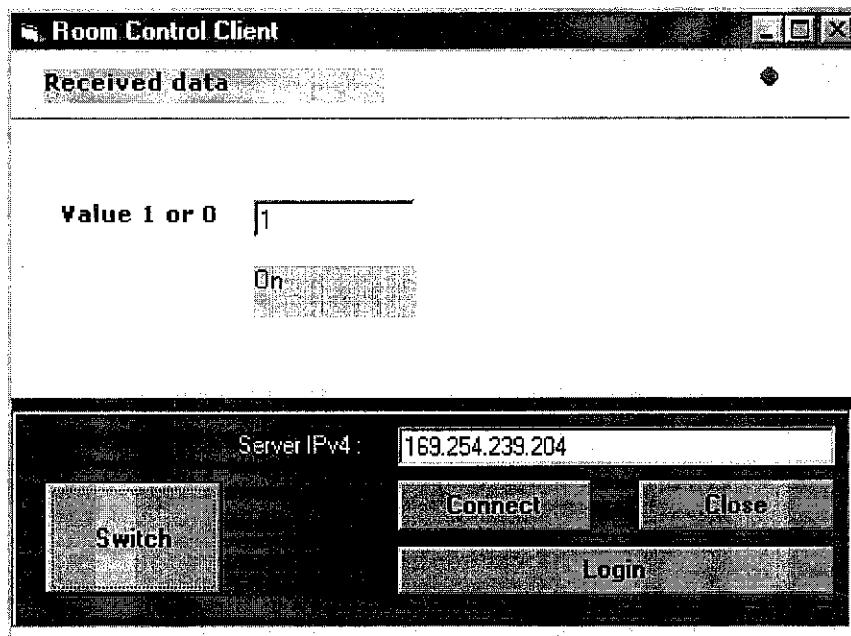 Room Control Client
Received data
Value 1 or 0
1
On
Server IPv4 :
169.254.239.204
Connect
Close
Switch
Login